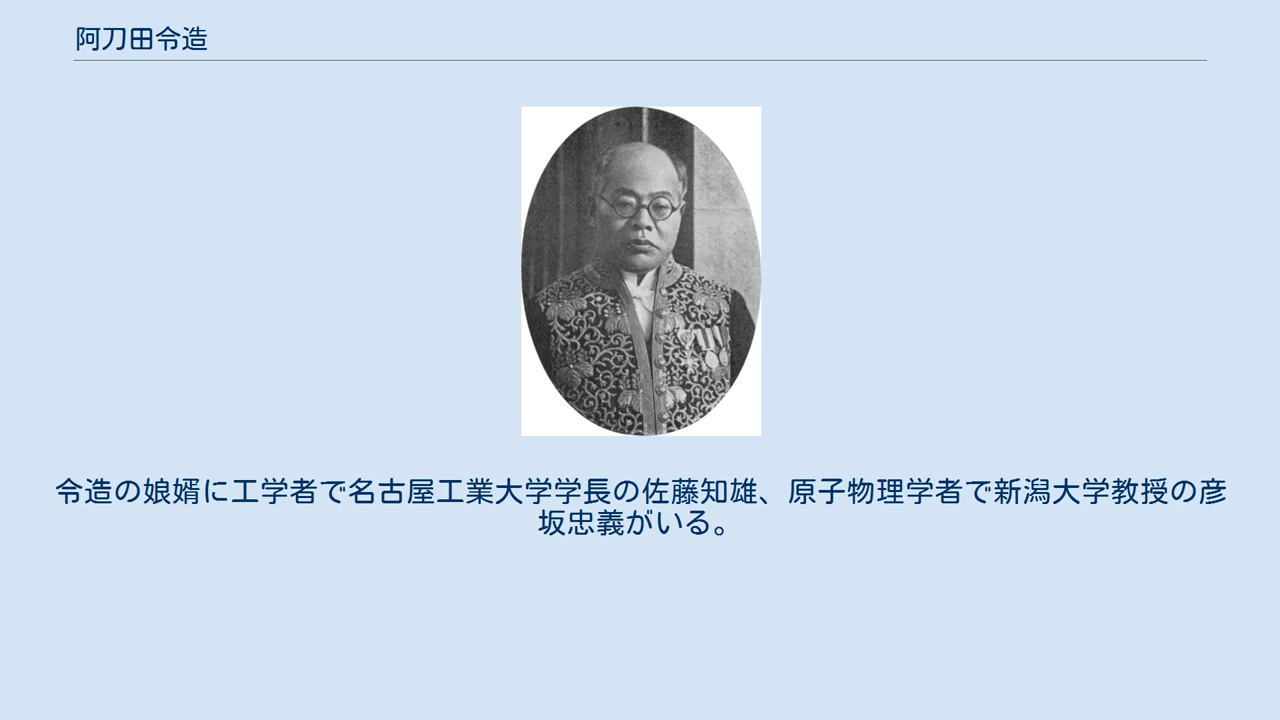 阿刀田令造
令造の娘婿に工学者で名古屋工業大学学長の佐藤知雄、原子物理学者で新潟大学教授の彦
坂忠義がいる。